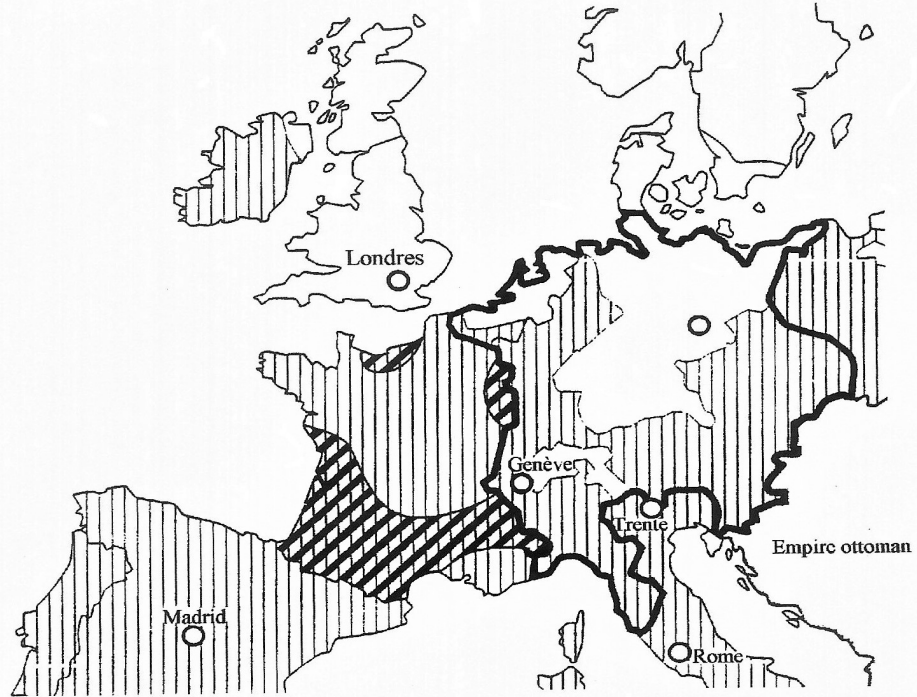 Londres
Genève
Trente
Empire ottoman
Madrid
Rome